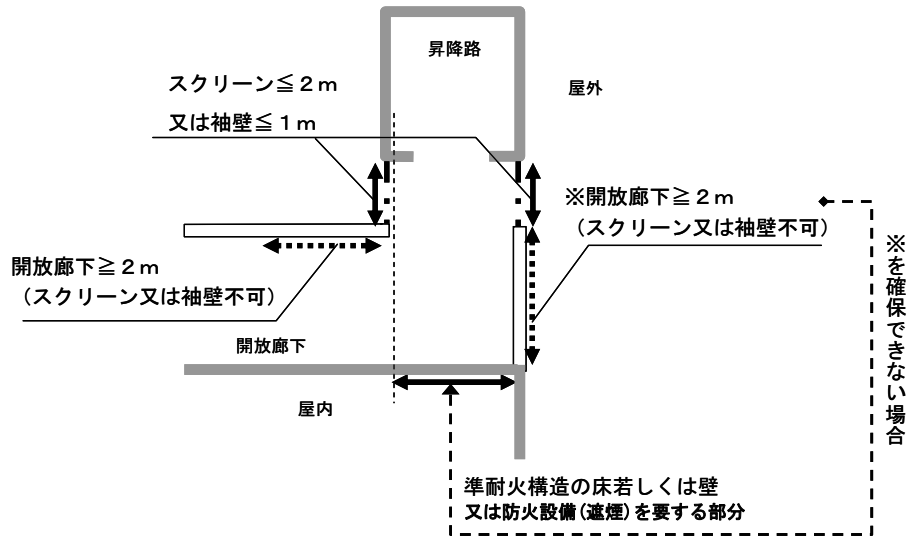 昇降路
スクリーン≦２ｍ
又は袖壁≦１ｍ
屋外
※開放廊下≧２ｍ
（スクリーン又は袖壁不可）
開放廊下≧２ｍ
（スクリーン又は袖壁不可）
※を確保できない場合
開放廊下
屋内
準耐火構造の床若しくは壁
又は防火設備（遮煙）を要する部分